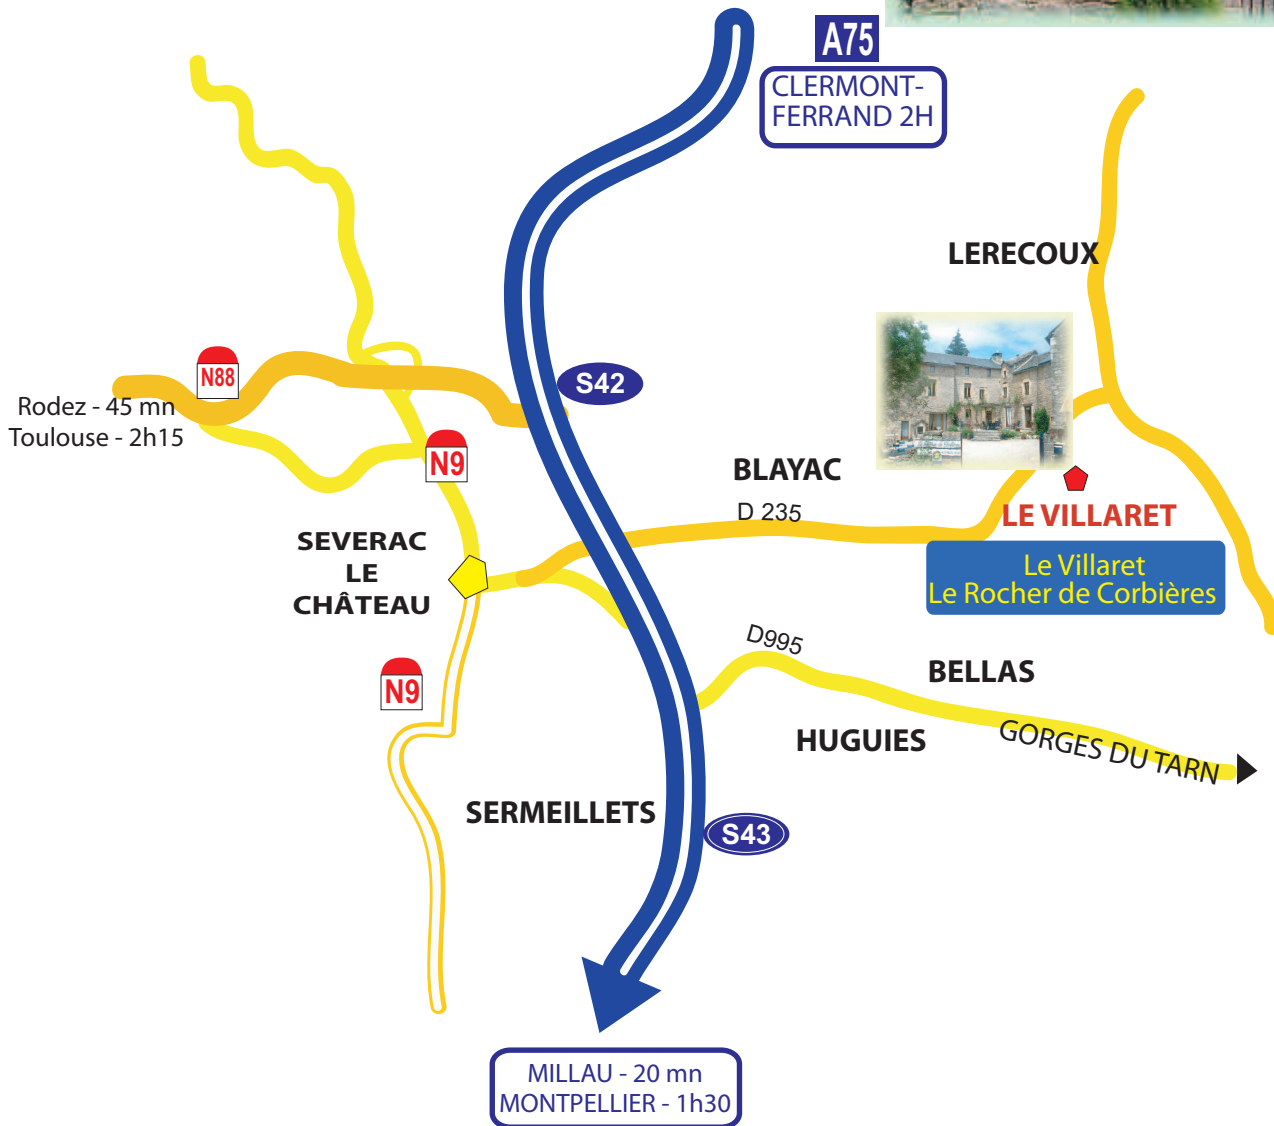 A75
CLERMONT-
FERRAND 2H
LERECOUX
N88
S42
Rodez - 45 mn
Toulouse - 2h15
N9
BLAYAC
D 235
LE VILLARET
SEVERAC
LE
CHÂTEAU
Le Villaret
Le Rocher de Corbières
D995
BELLAS
N9
HUGUIES
GORGES DU TARN
SERMEILLETS
S43
MILLAU - 20 mn
MONTPELLIER - 1h30